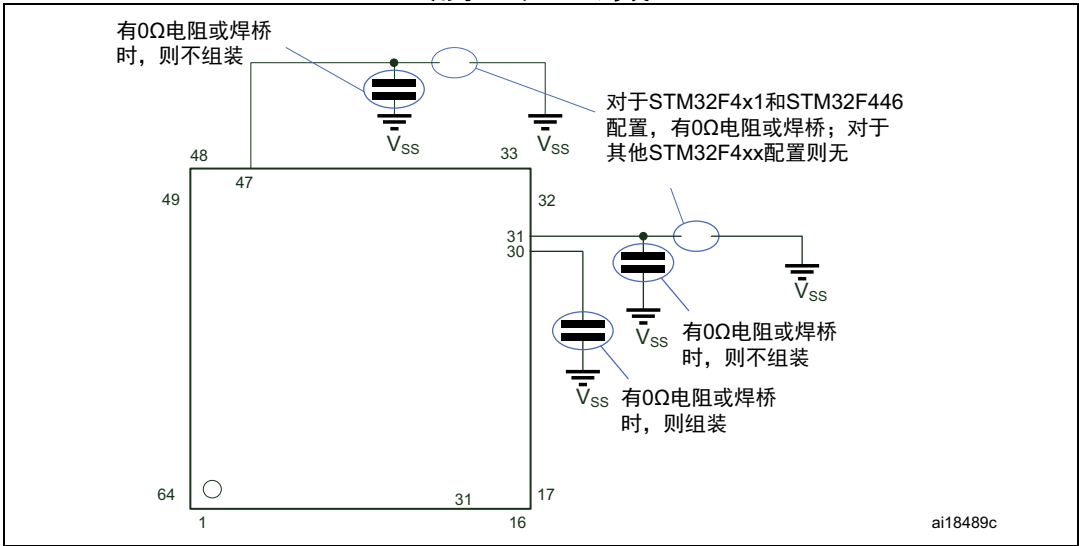 有0Ω电阻或焊桥
时，则不组装
对于STM32F4x1和STM32F446
配置，有0Ω电阻或焊桥；对于
其他STM32F4xx配置则无
VSS
VSS
48
33
47
49
32
31
30
VSS
VSS
有0Ω电阻或焊桥
时，则不组装
VSS
有0Ω电阻或焊桥
时，则组装
64
31
17
1
16
ai18489c